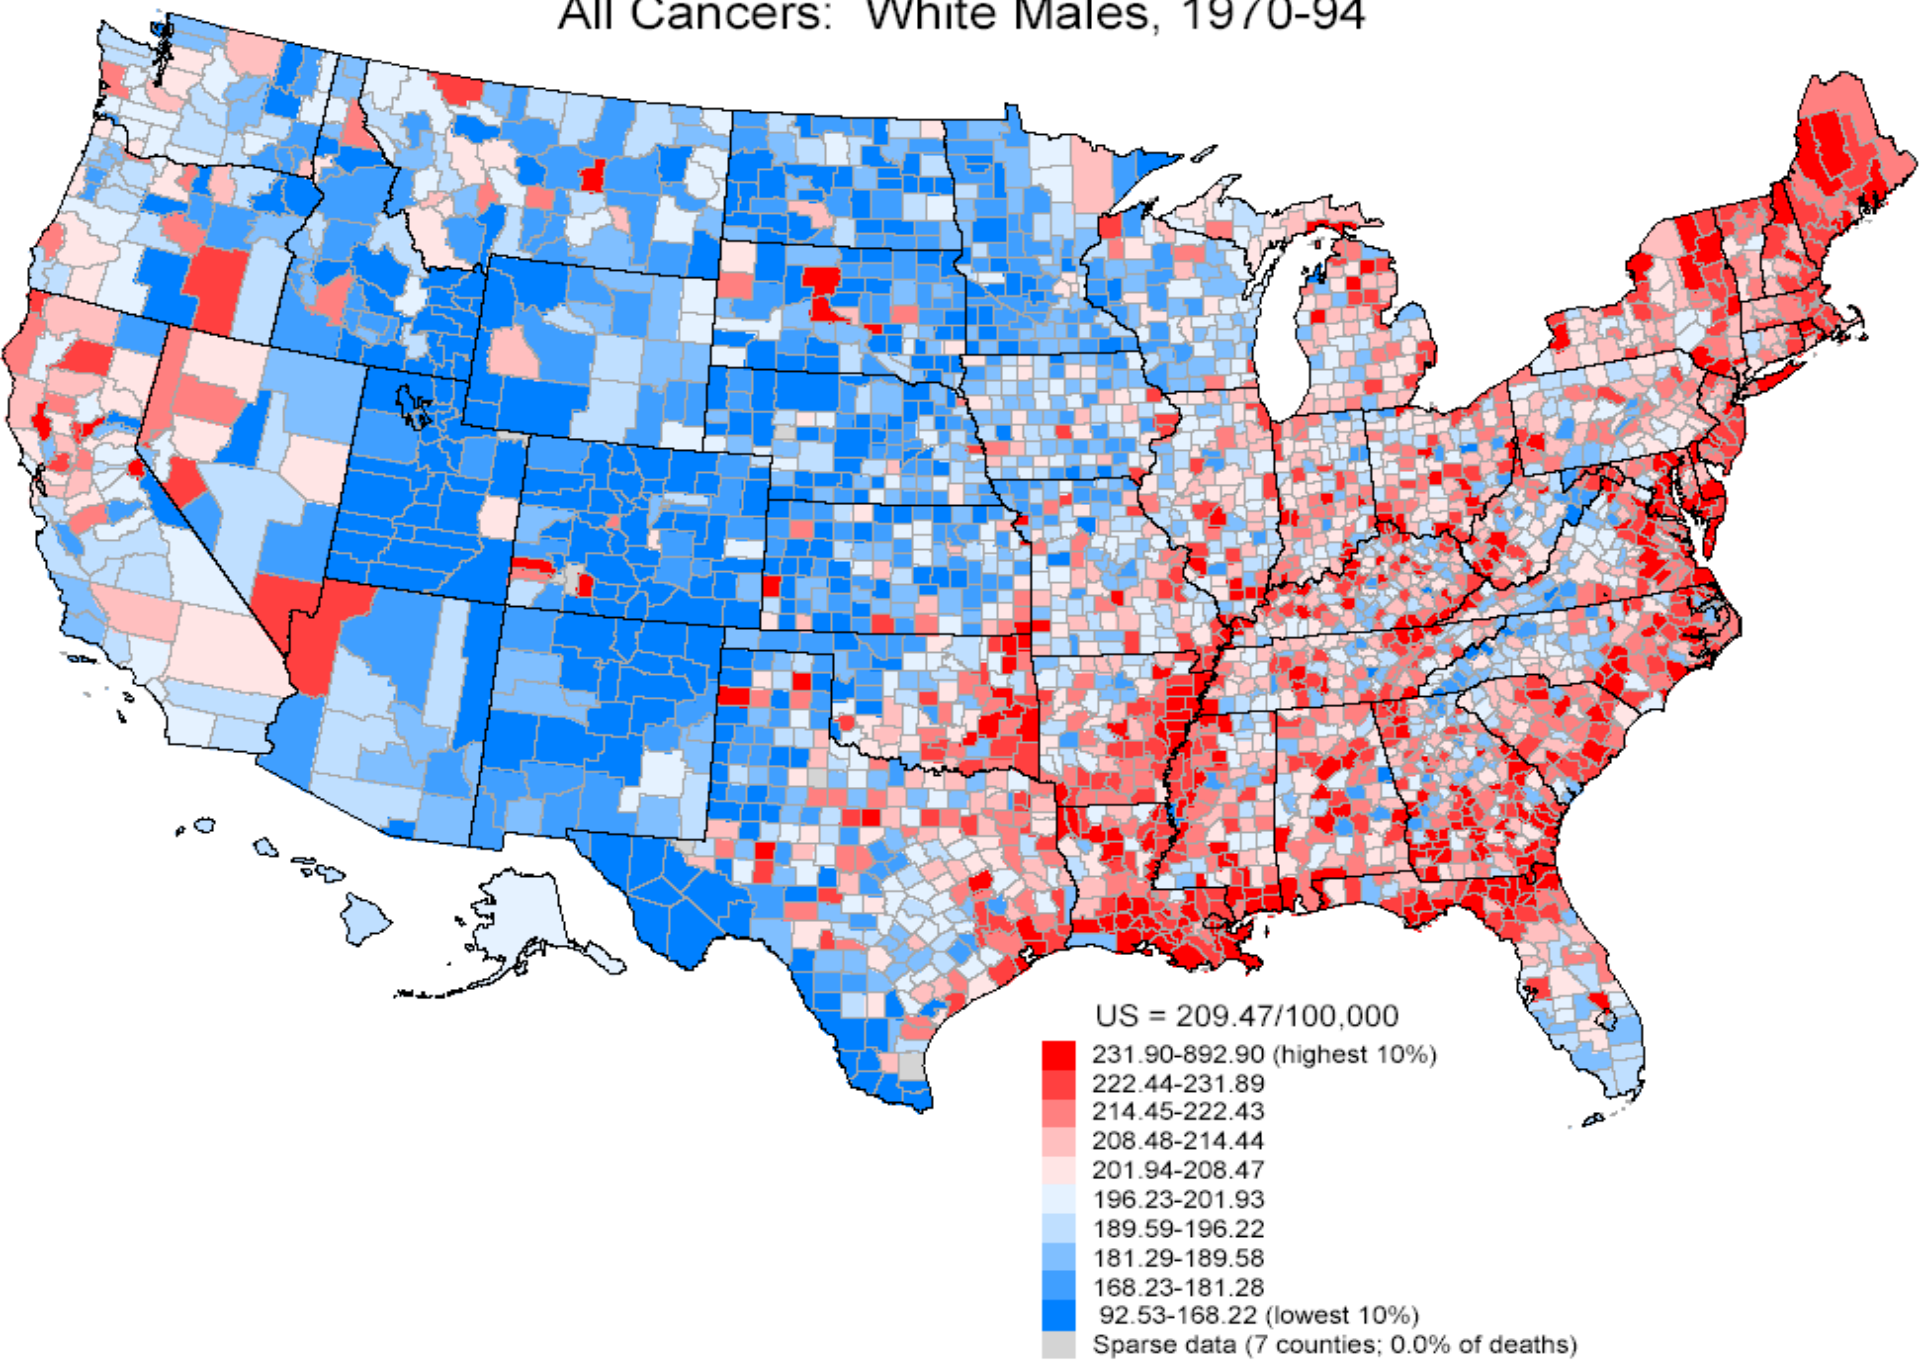 All Cancers: White Males, 1970-94
US = 209.47/100,000
231.90-892.90 (highest 10%)
222.44-231.89
214.45-222.43
208.48-214.44
201.94-208.47
196.23-201.93
189.59-196.22
181.29-189.58
168.23-181.28
92.53-168.22 (lowest 10%)
Sparse data (7 counties; 0.0% of deaths)